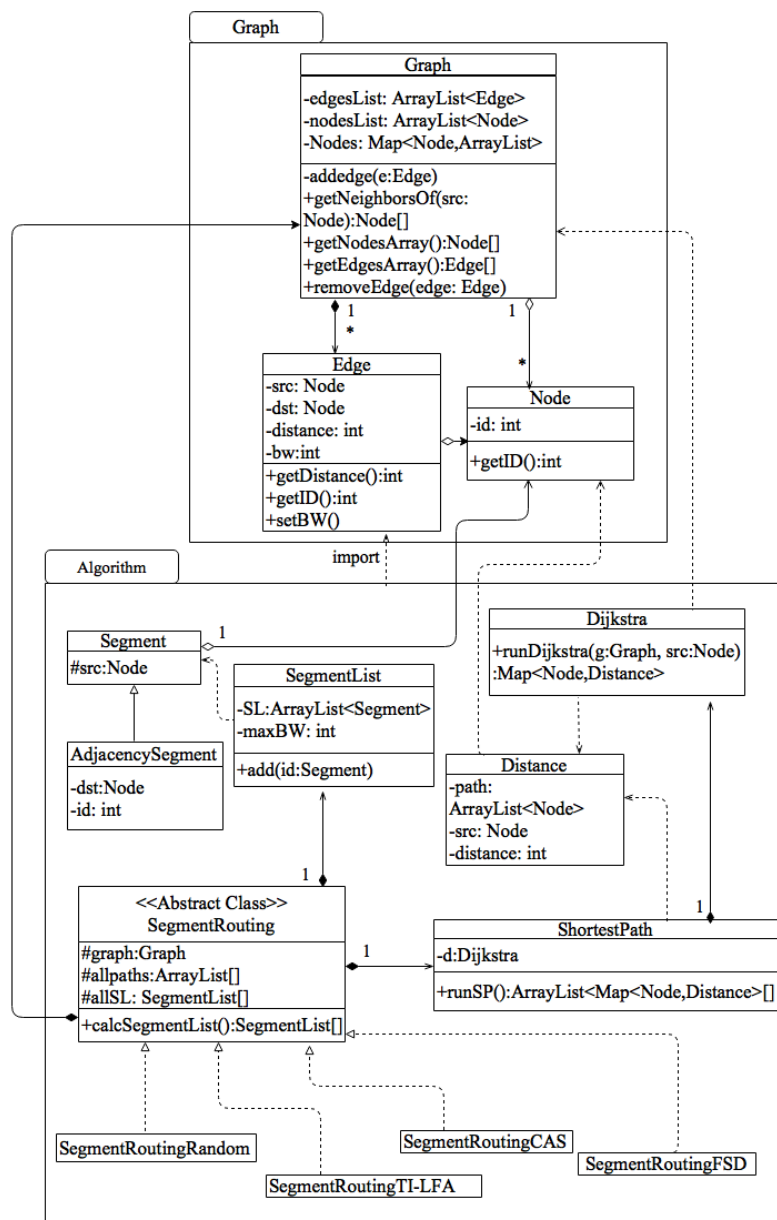 Graph
Graph
-edgesList: ArrayList<Edge>
-nodesList: ArrayList<Node>
-Nodes: Map<Node,ArrayList>
-addedge(e:Edge)
+getNeighborsOf(src:
Node):Node[]
+getNodesArray():Node[]
+getEdgesArray():Edge[]
+removeEdge(edge: Edge)
1
1
*
*
Edge
-src: Node
-dst: Node
-distance: int
-bw:int
+getDistance():int
+getID():int
+setBW()
Node
-id: int
+getID():int
import
Algorithm
Segment
#src:Node
1
SegmentList
-SL:ArrayList<Segment>
-maxBW: int
+add(id:Segment)
Dijkstra
+runDijkstra(g:Graph, src:Node)
:Map<Node,Distance>
AdjacencySegment
-dst:Node
-id: int
Distance
-path:
ArrayList<Node>
-src: Node
-distance: int
1
1
<<Abstract Class>>
SegmentRouting
#graph:Graph
#allpaths:ArrayList[]
#allSL: SegmentList[]
+calcSegmentList():SegmentList[]
1
ShortestPath
-d:Dijkstra
+runSP():ArrayList<Map<Node,Distance>[]
SegmentRoutingRandom
SegmentRoutingTI-LFA
SegmentRoutingCAS
SegmentRoutingFSD